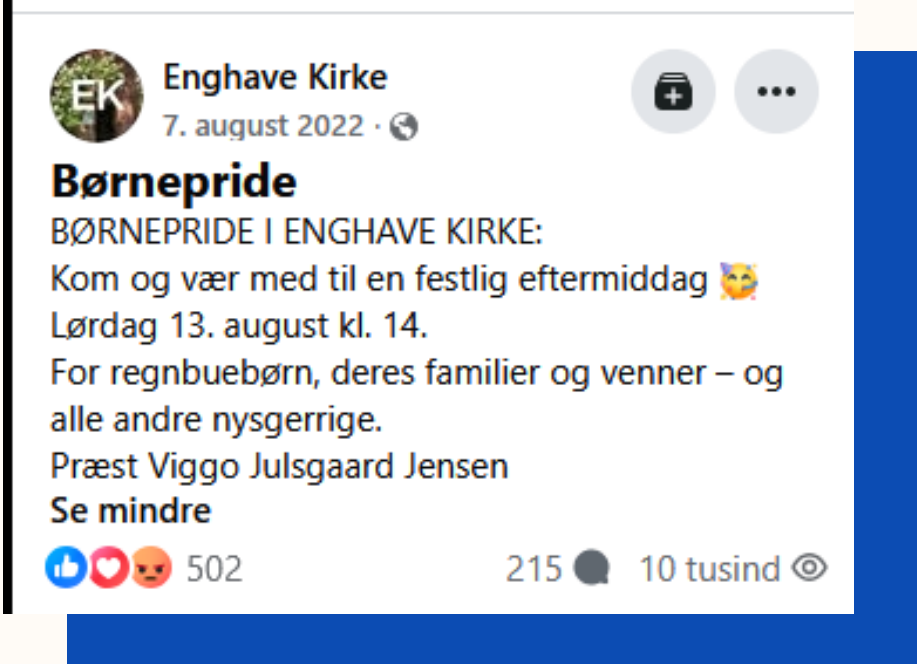 EK
Enghave Kirke
7. august 2022 ·
Børnepride
BØRNEPRIDE I ENGHAVE KIRKE:
Kom og vær med til en festlig eftermiddag 🥳
Lørdag 13. august kl. 14.
For regnbuebørn, deres familier og venner – og
alle andre nysgerrige.
Præst Viggo Julsgaard Jensen
Se mindre
502 215 10 tusind